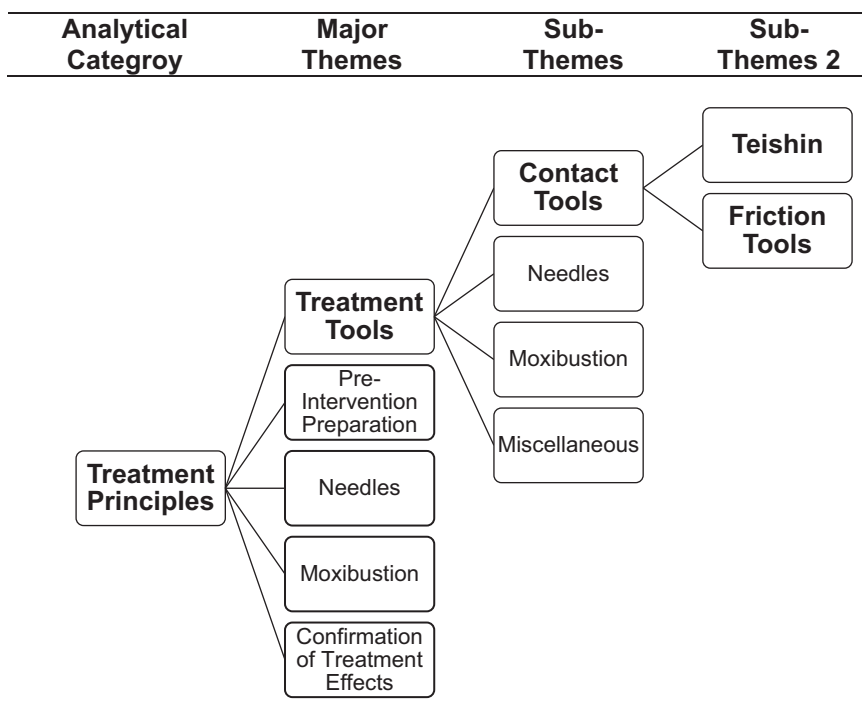 Analytical
Categroy
Major
Themes
Sub-
Themes
Sub-
Themes 2
Teishin
Contact
Tools
Friction
Tools
Needles
Treatment
Tools
Moxibustion
Pre-
Intervention
Preparation
Miscellaneous
Treatment
Principles
Needles
Moxibustion
Confirmation
of Treatment
Effects